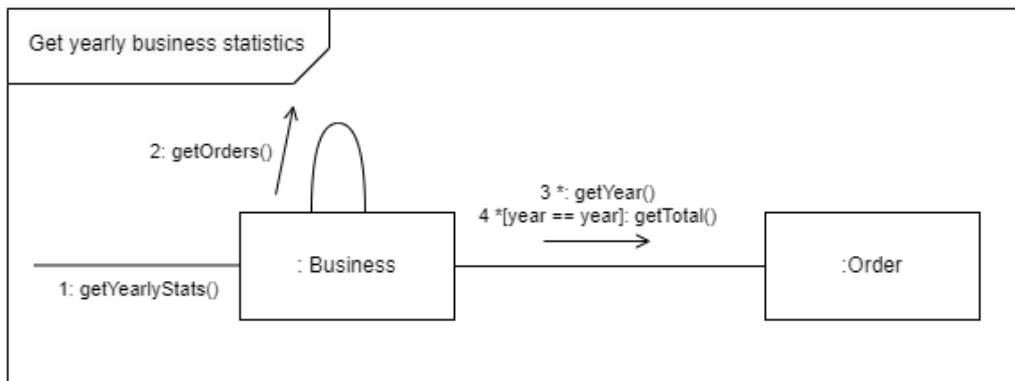 Get yearly business statistics
2: getOrders()
3 *: getYear()
4 *[year == year]: getTotal()
: Business
:Order
1: getYearlyStats()